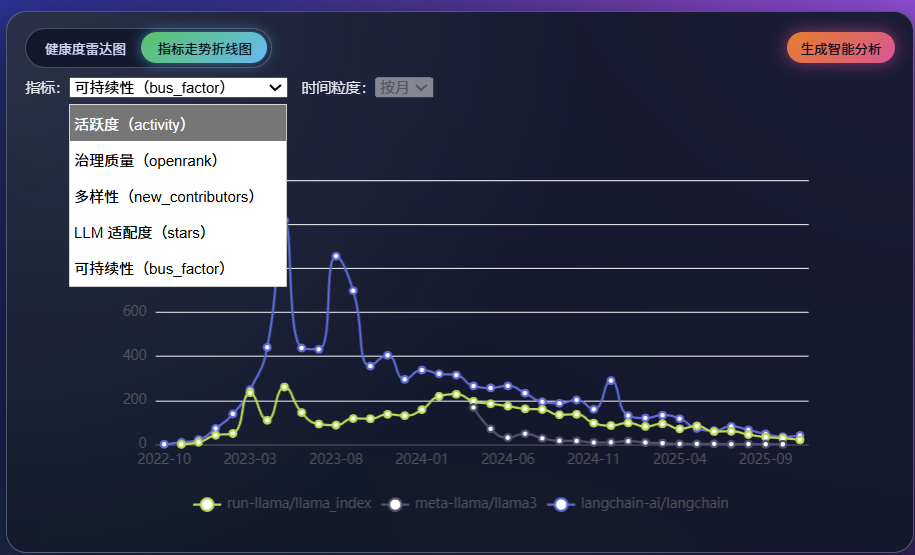 健康度雷达图 指标走势折线图 生成智能分析
指标: 可持续性（bus_factor） 时间粒度: 按月
活跃度（activity）
治理质量（openrank）
多样性（new_contributors）
LLM 适配度（stars）
可持续性（bus_factor）
600
400
200
0
2022-10 2023-03 2023-08 2024-01 2024-06 2024-11 2025-04 2025-09
run-llama/llama_index meta-llama/llama3 langchain-ai/langchain